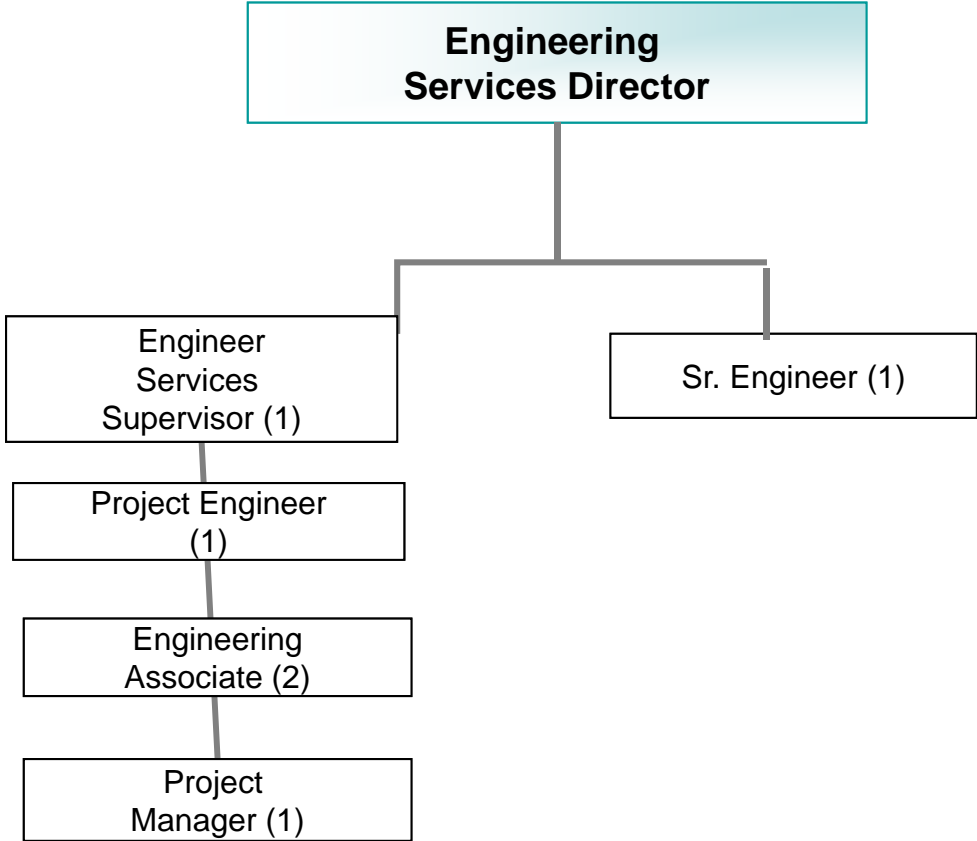 Engineering
Services Director
Engineer
Services
Supervisor (1)
Sr. Engineer (1)
Project Engineer
(1)
Engineering
Associate (2)
Project
Manager (1)